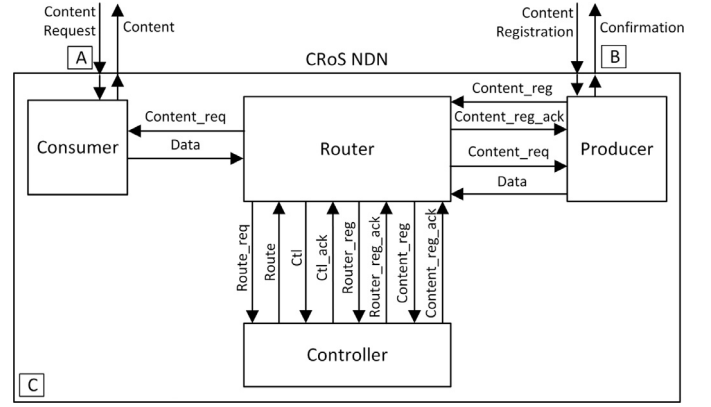 Content
Request
Content
A
CRoS NDN
Content
Registration
Confirmation
B
Consumer
Content_req
Data
Router
Content_reg
Content_reg_ack
Content_req
Data
Producer
Route_req
Route
Ctl
Ctl_ack
Router_reg
Router_reg_ack
Content_reg
Content_reg_ack
Controller
C